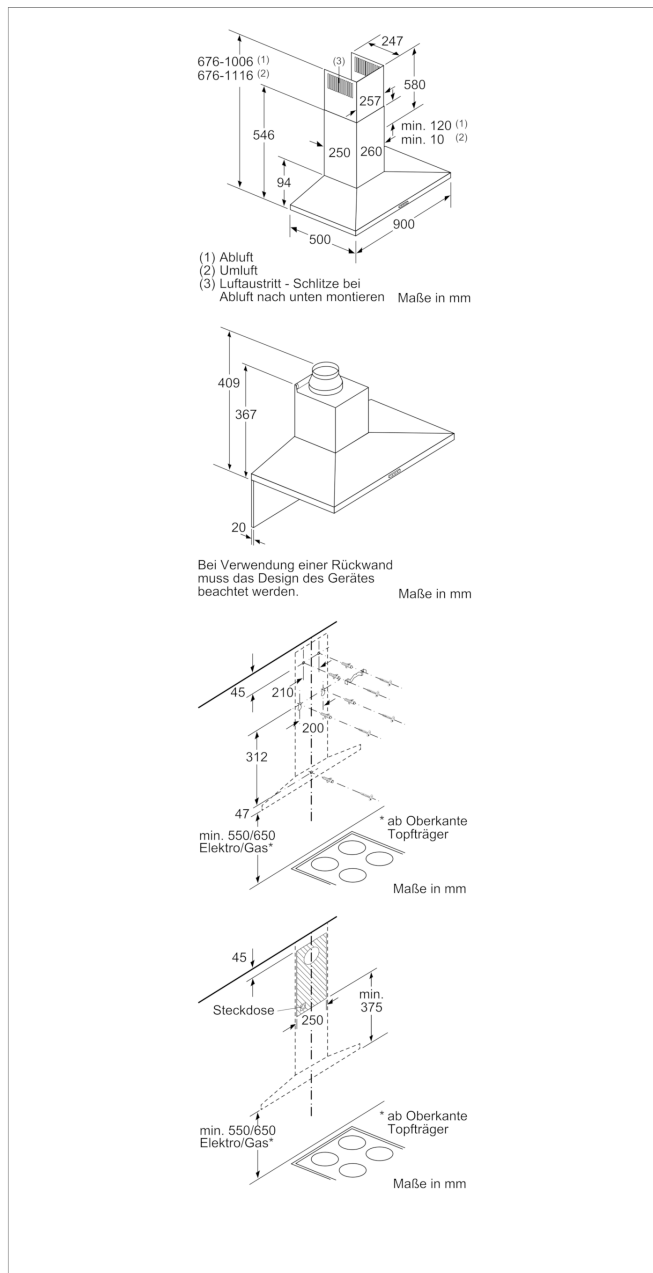 247
676-1006 (1)
676-1116 (2)
(3)
580
257
546
min. 120 (1)
min. 10 (2)
250
260
94
500
900
(1) Abluft
(2) Umluft
(3) Luftaustritt - Schlitze bei
Abluft nach unten montieren
Maße in mm
409
367
20
Bei Verwendung einer Rückwand
muss das Design des Gerätes
beachtet werden.
Maße in mm
45
210
200
312
47
min. 550/650
Elektro/Gas*
* ab Oberkante
Topfträger
Maße in mm
45
Steckdose
250
min.
375
min. 550/650
Elektro/Gas*
* ab Oberkante
Topfträger
Maße in mm